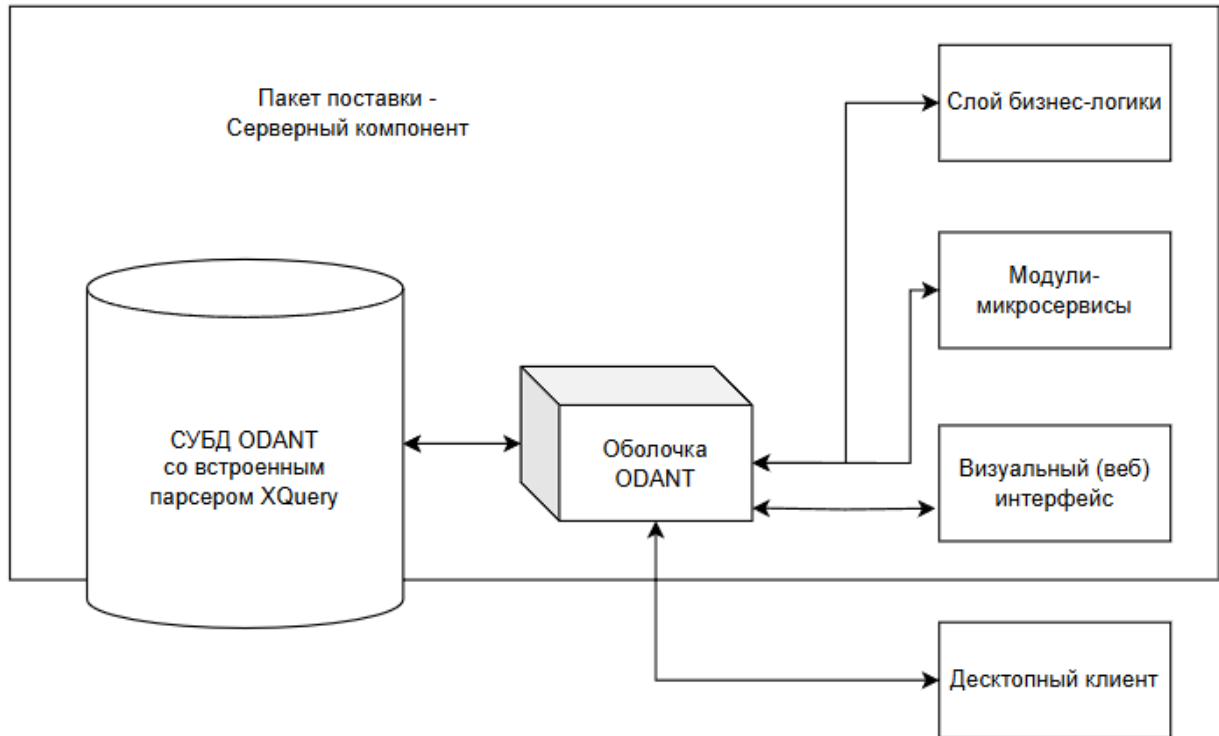 Пакет поставки -
Серверный компонент
Слой бизнес-логики
Модули-
микросервисы
СУБД ODANT
со встроенным
парсером XQuery
Оболочка
ODANT
Визуальный (веб)
интерфейс
Десктопный клиент